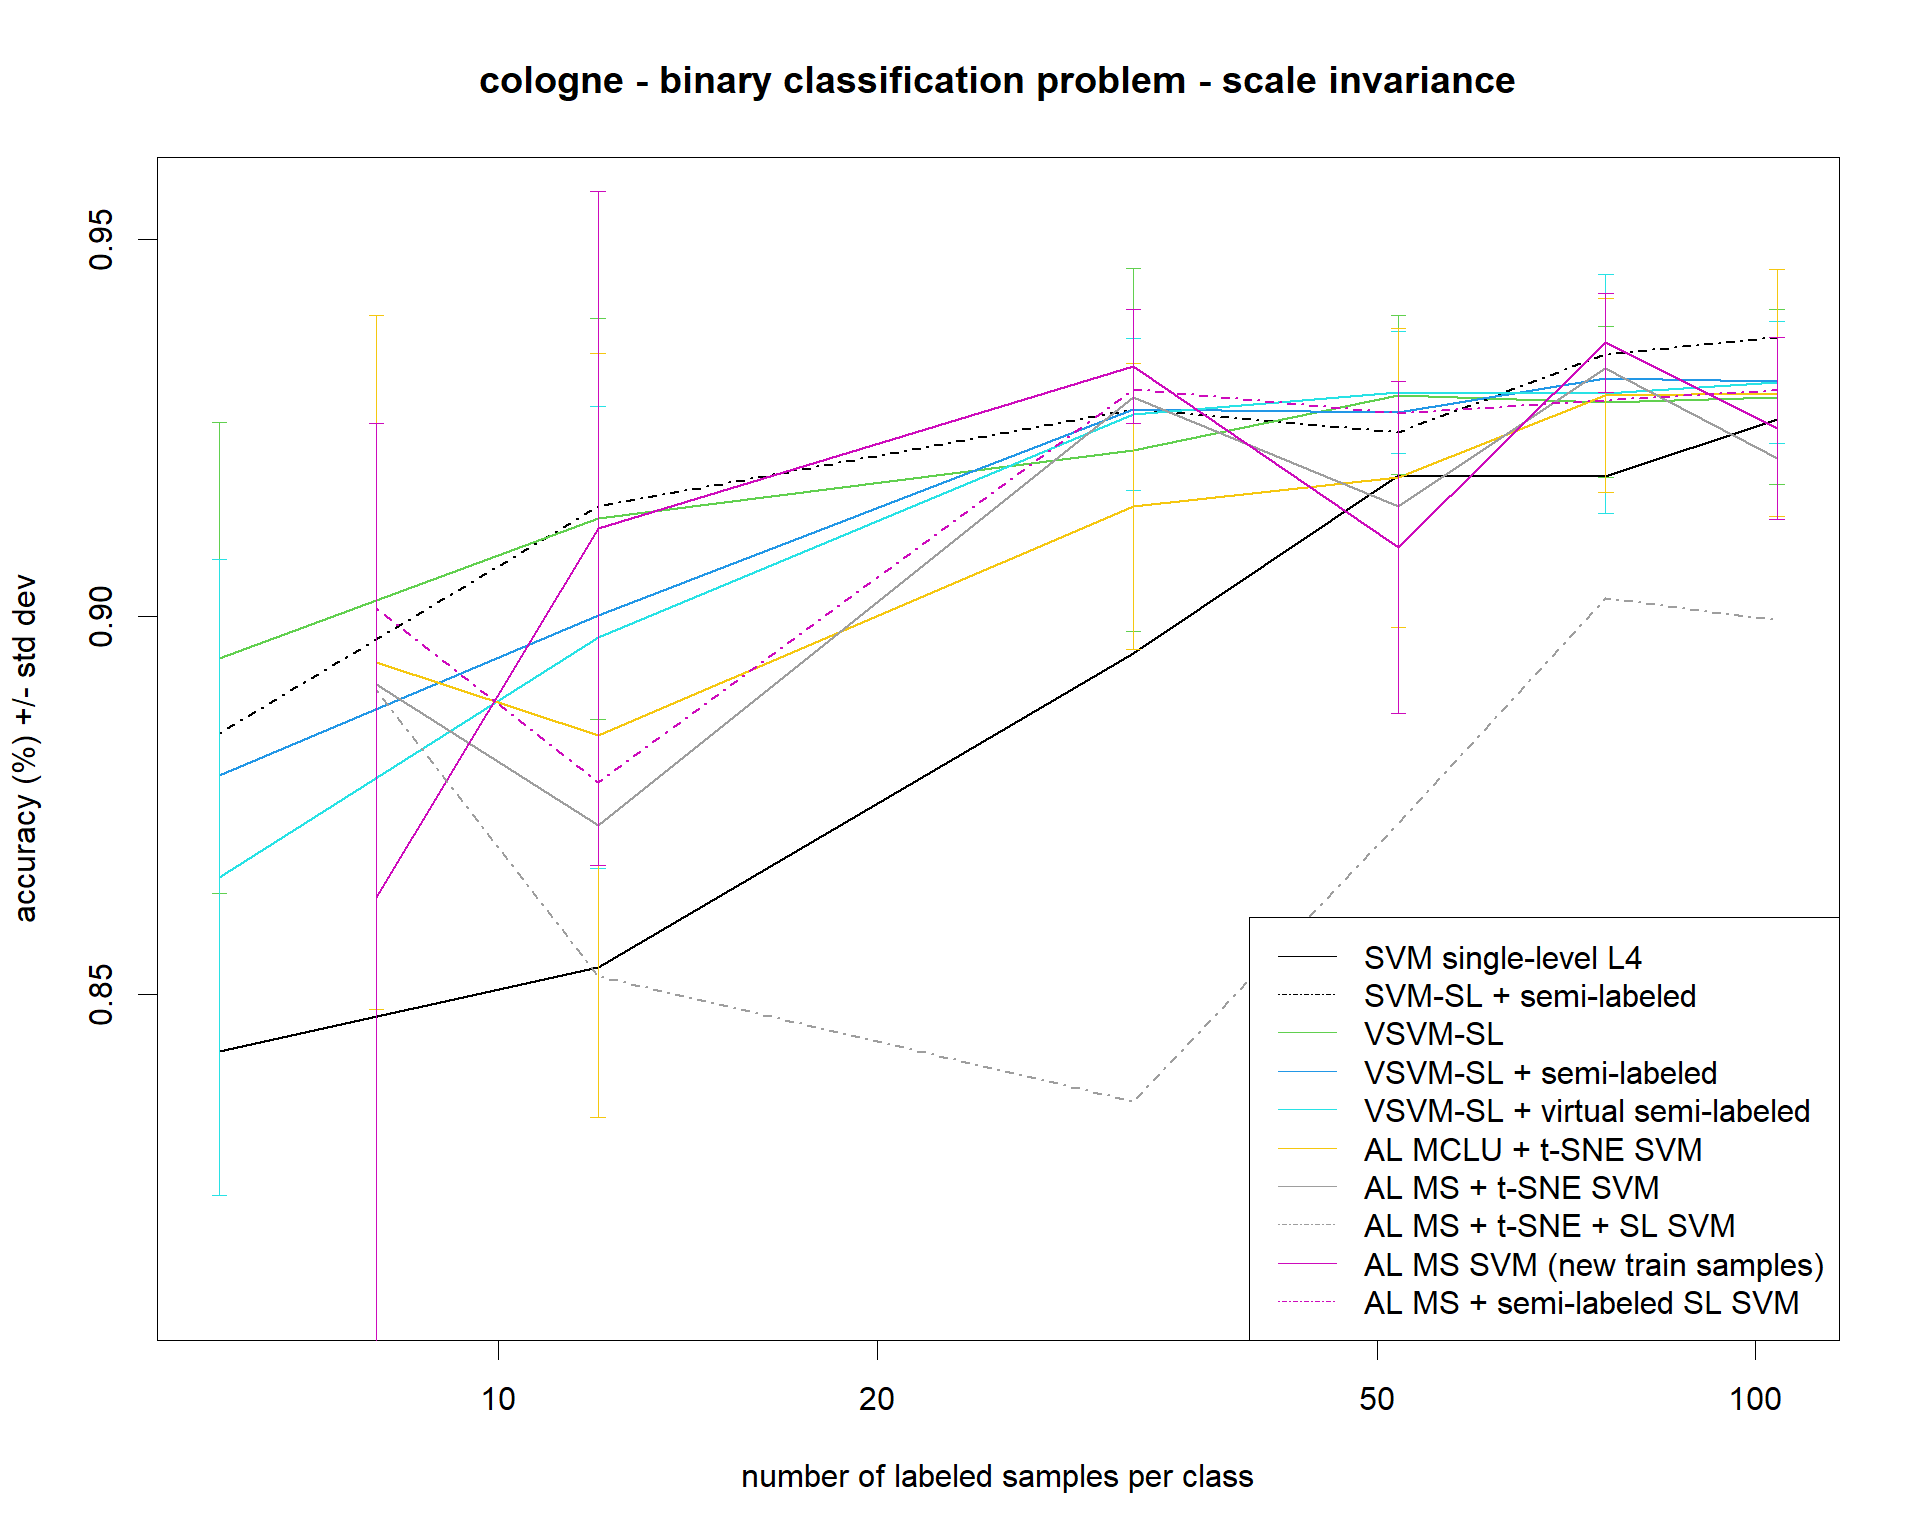 cologne - binary classification problem - scale invariance
accuracy (%) +/- std dev
0.95
0.90
0.85
SVM single-level L4
SVM-SL + semi-labeled
VSVM-SL
VSVM-SL + semi-labeled
VSVM-SL + virtual semi-labeled
AL MCLU + t-SNE SVM
AL MS + t-SNE SVM
AL MS + t-SNE + SL SVM
AL MS SVM (new train samples)
AL MS + semi-labeled SL SVM
10 20 50 100
number of labeled samples per class